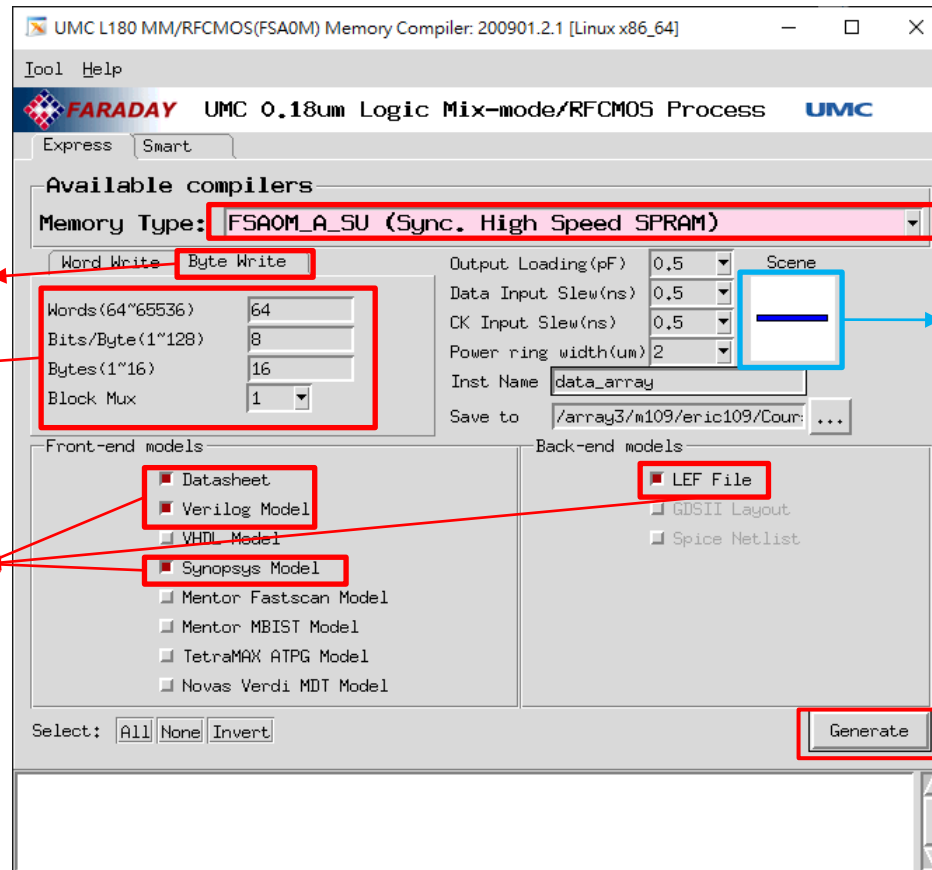 UMC L180 MM/RFCMOS(FSA0M) Memory Compiler: 200901.2.1 [Linux x86_64]
Tool Help
FARADAY UMC 0.18um Logic Mix-mode/RFCMOS Process UMC
Express Smart
Available compilers
Memory Type: FSA0M_A_SU (Sync. High Speed SPRAM)
Word Write Byte Write
Words(64~65536) 64
Bits/Byte(1~128) 8
Bytes(1~16) 16
Block Mux 1
Output Loading(pF) 0.5
Data Input Slew(ns) 0.5
CK Input Slew(ns) 0.5
Power ring width(um) 2
Scene
Inst Name data_array
Save to /array3/m109/eric109/Cour ...
Front-end models
Datasheet
Verilog Model
VHDL Model
Synopsys Model
Mentor Fastscan Model
Mentor MBIST Model
TetraMAX ATPG Model
Novas Verdi MDT Model
Back-end models
LEF File
GDSII Layout
Spice Netlist
Select: All None Invert
Generate